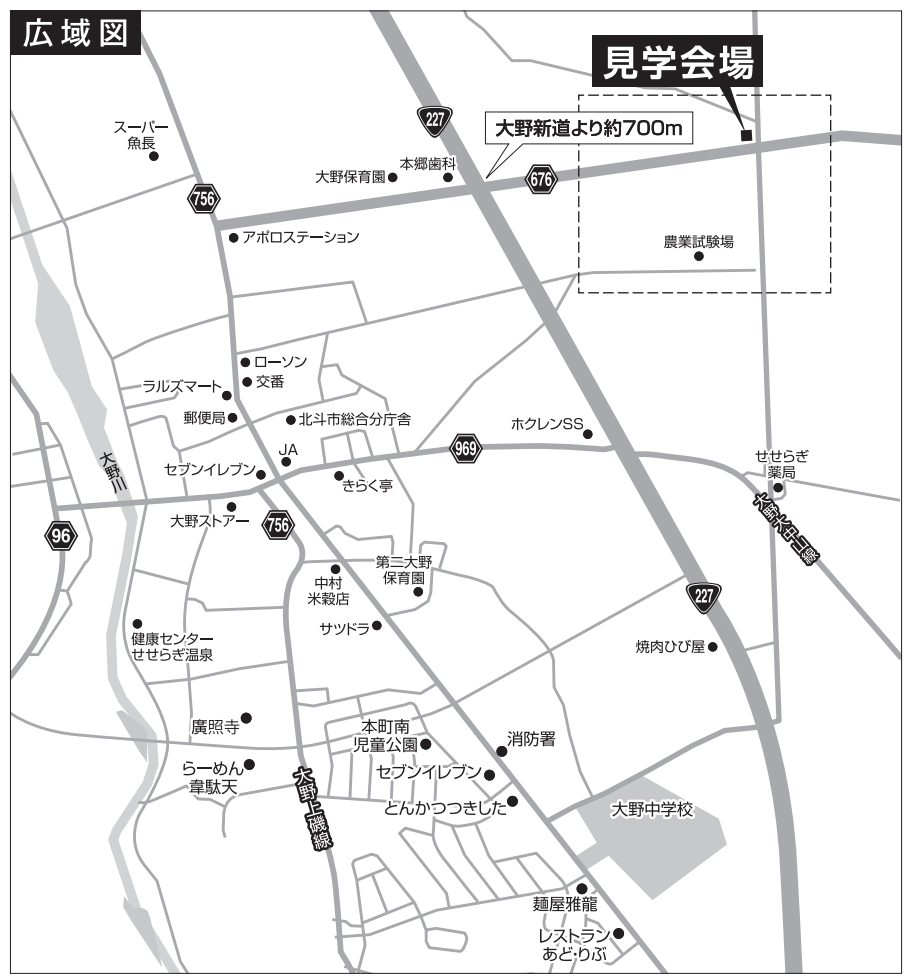 広域図
見学会場
227
大野新道より約700m
スーパー
魚長
本郷歯科
大野保育園
676
756
アポロステーション
農業試験場
ローソン
交番
ラルズマート
郵便局
北斗市総合分庁舎
ホクレンSS
JA
969
セブンイレブン
きらく亭
せせらぎ
薬局
大野川
大野ストアー
96
756
大野大中山線
第二大野
保育園
中村
米穀店
227
サツドラ
健康センター
せせらぎ温泉
焼肉ひび屋
廣照寺
本町南
児童公園
消防署
らーめん
韋駄天
セブンイレブン
大野上磯線
とんかつつきした
大野中学校
麺屋雅龍
レストラン
あど・りぶ